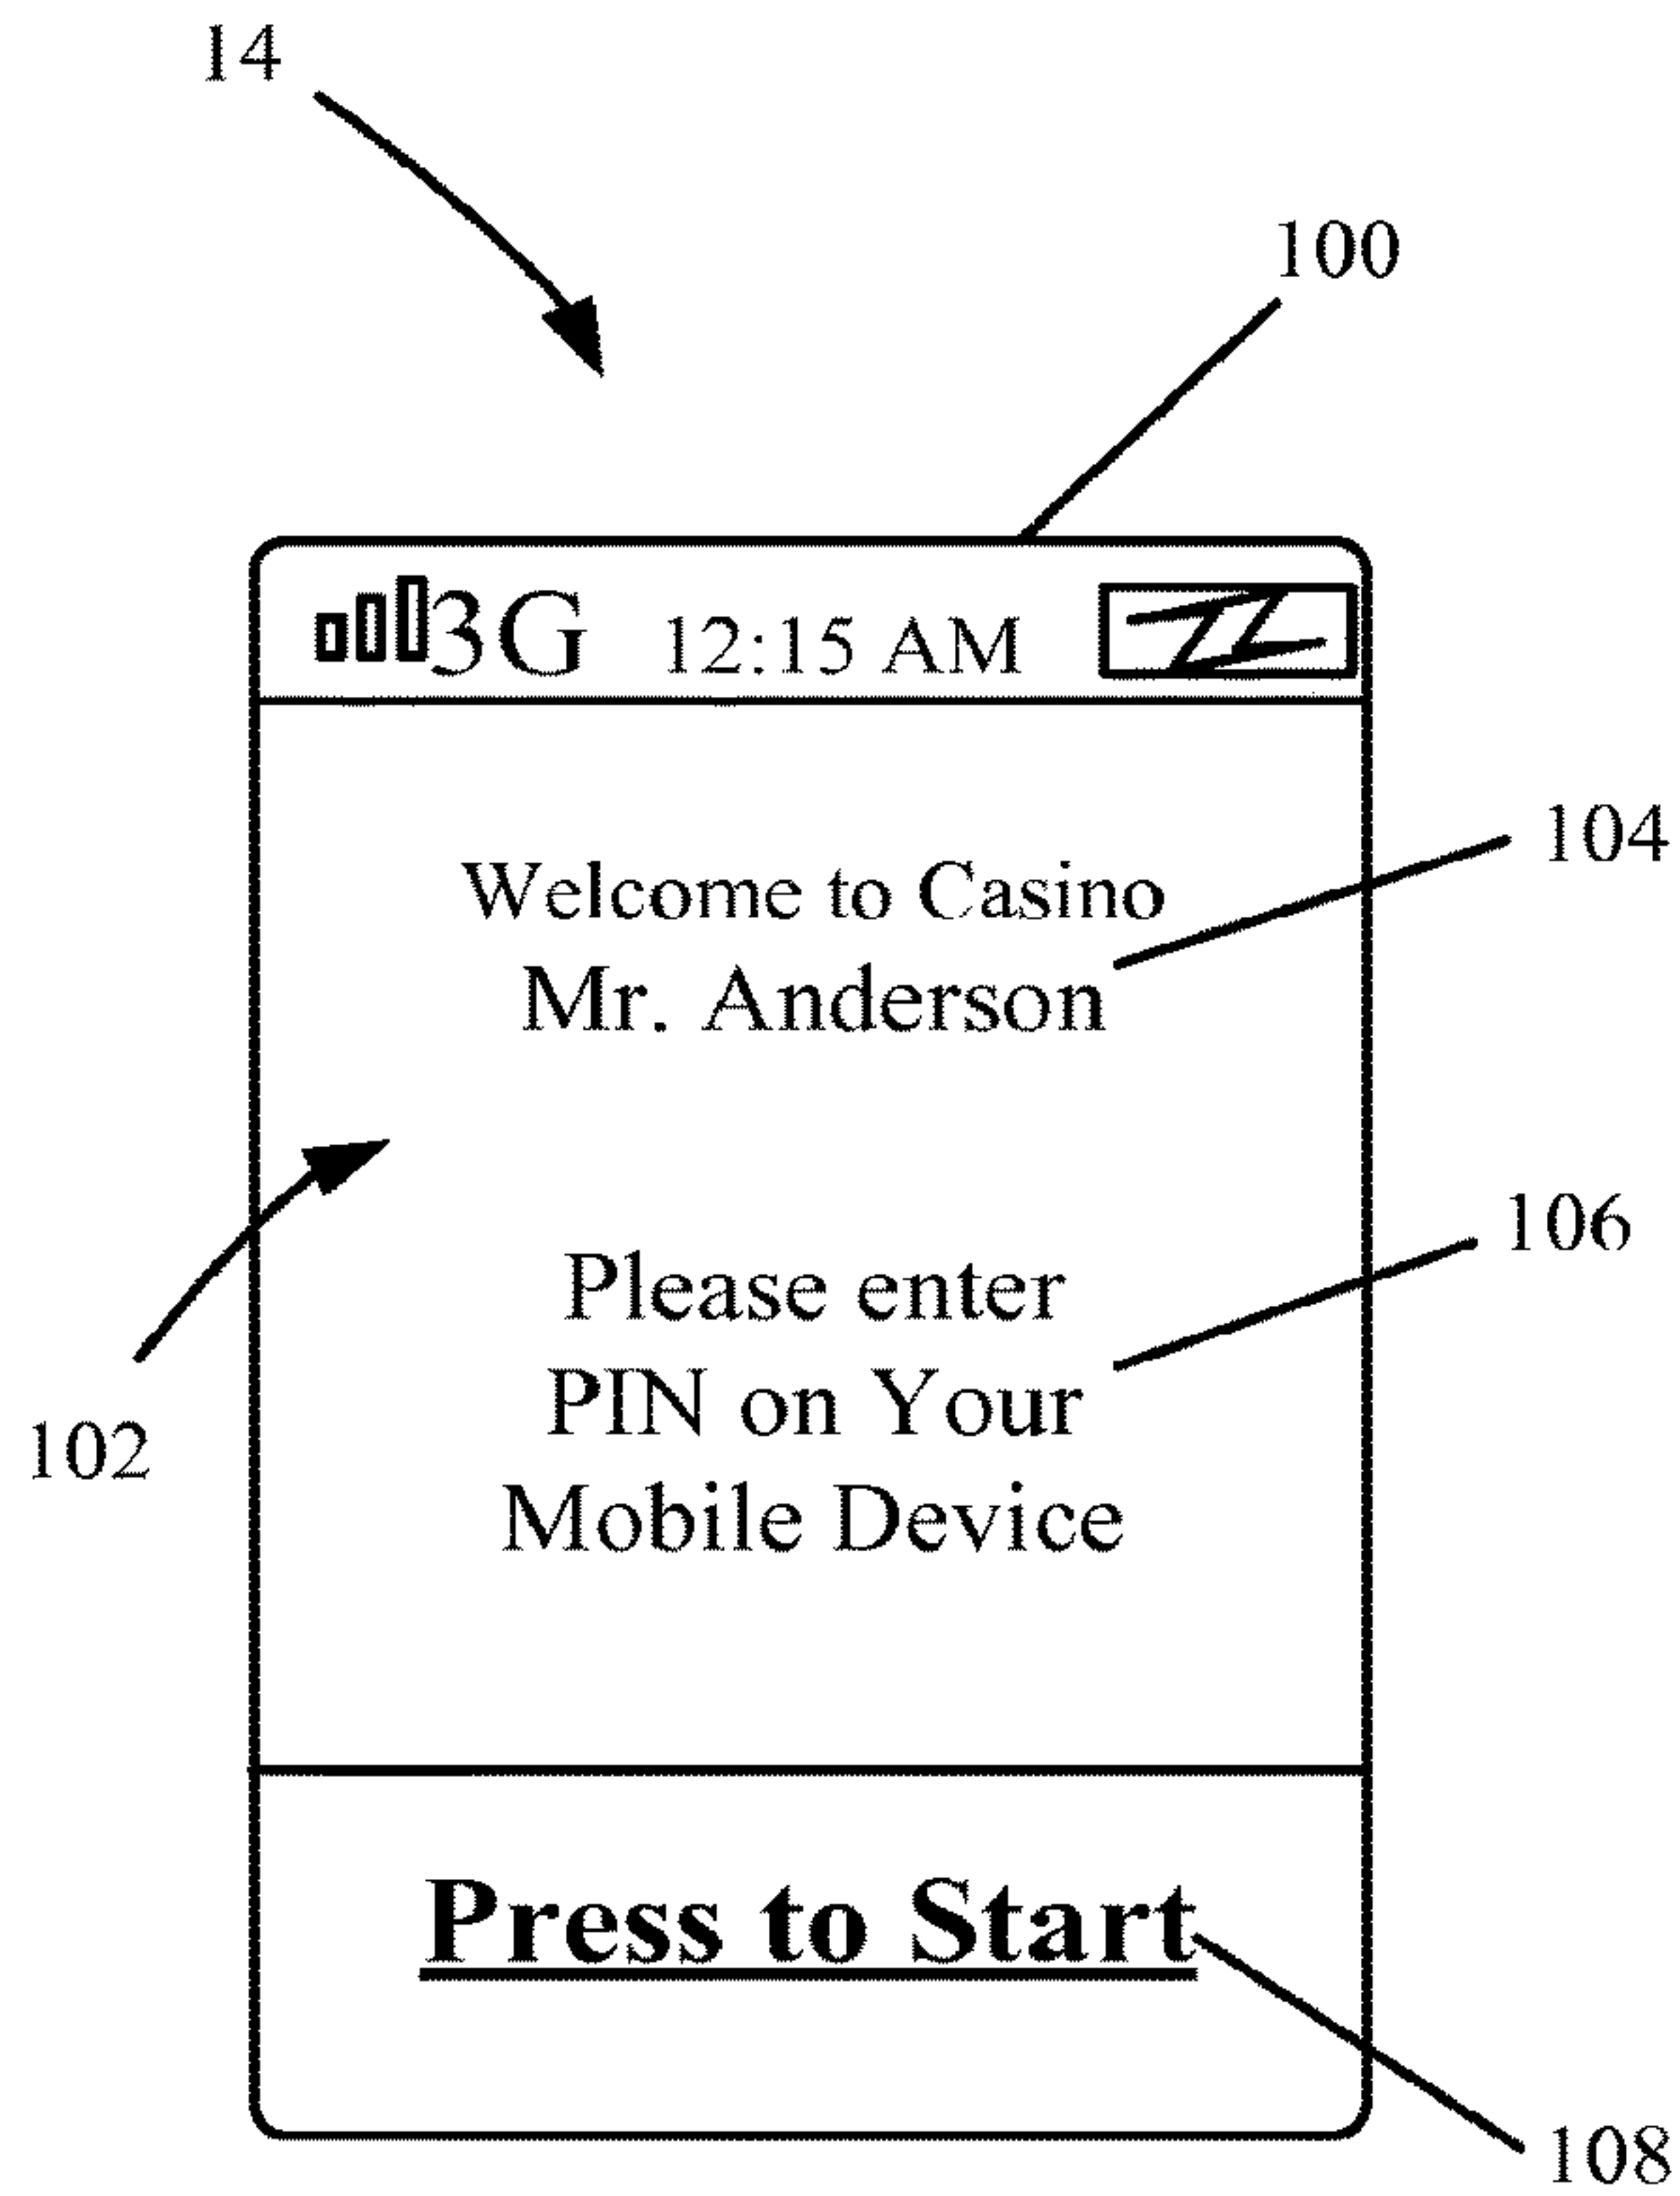 14
100
3G 12:15 AM
104
Welcome to Casino
Mr. Anderson
106
Please enter
PIN on Your
Mobile Device
102
Press to Start
108